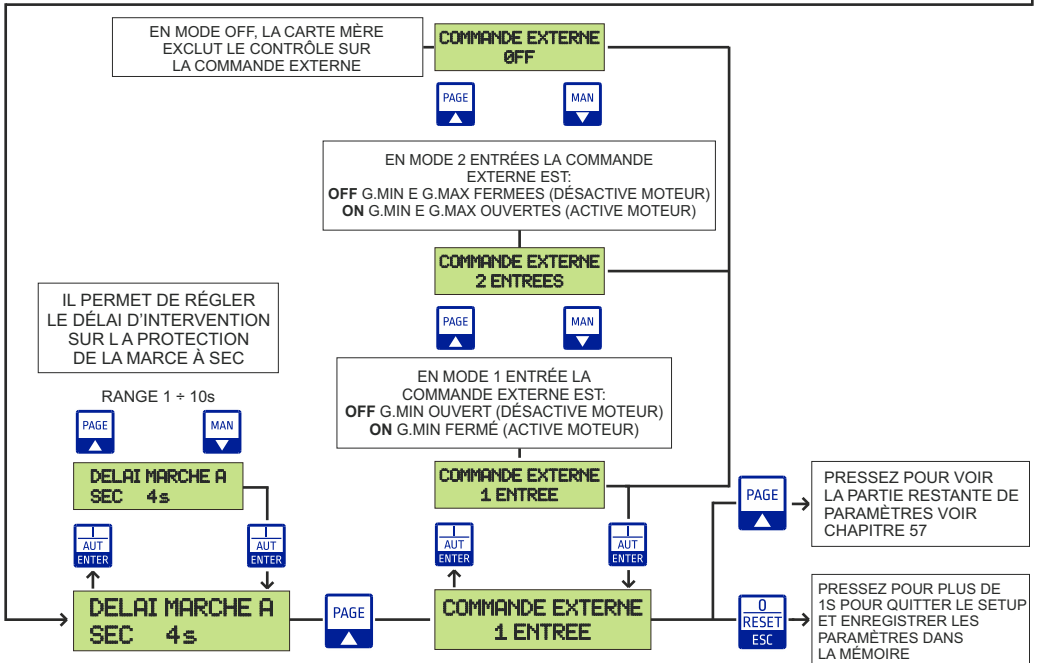 EN MODE OFF, LA CARTE MÈRE
EXCLUT LE CONTRÔLE SUR
LA COMMANDE EXTERNE
COMMANDE EXTERNE
0FF
PAGE
MAN
EN MODE 2 ENTRÉES LA COMMANDE
EXTERNE EST:
OFF G.MIN E G.MAX FERMEES (DÉSACTIVE MOTEUR)
ON G.MIN E G.MAX OUVERTES (ACTIVE MOTEUR)
COMMANDE EXTERNE
2 ENTREES
PAGE
MAN
EN MODE 1 ENTRÉE LA
COMMANDE EXTERNE EST:
OFF G.MIN OUVERT (DÉSACTIVE MOTEUR)
ON G.MIN FERMÉ (ACTIVE MOTEUR)
COMMANDE EXTERNE
1 ENTREE
IL PERMET DE RÉGLER
LE DÉLAI D'INTERVENTION
SUR L A PROTECTION
DE LA MARCE À SEC
RANGE 1 ÷ 10s
PAGE
MAN
DELAI MARCHE A
SEC 4s
I
AUT
ENTER
I
AUT
ENTER
DELAI MARCHE A
SEC 4s
PAGE
I
AUT
ENTER
I
AUT
ENTER
COMMANDE EXTERNE
1 ENTREE
PAGE
PRESSEZ POUR VOIR
LA PARTIE RESTANTE DE
PARAMÈTRES VOIR
CHAPITRE 57
0
RESET
ESC
PRESSEZ POUR PLUS DE
1S POUR QUITTER LE SETUP
ET ENREGISTRER LES
PARAMÈTRES DANS
LA MÉMOIRE